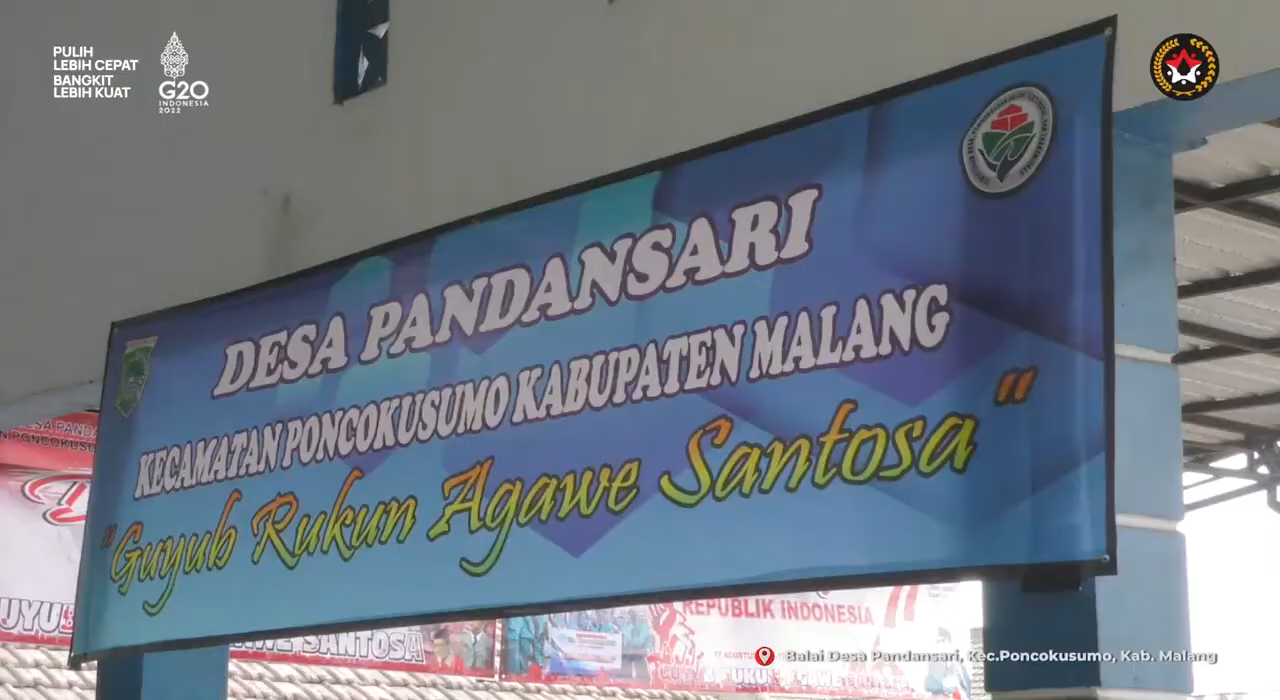 PULIH
LEBIH CEPAT
BANGKIT
LEBIH KUAT
G20
INDONESIA
2022
DESA PANDANSARI
KECAMATAN PONCOKUSUMO KABUPATEN MALANG
"Guyub Rukun Agawe Santosa"
REPUBLIK INDONESIA
SANTOSA
Balai Desa Pandansari, Kec.Poncokusumo, Kab. Malang